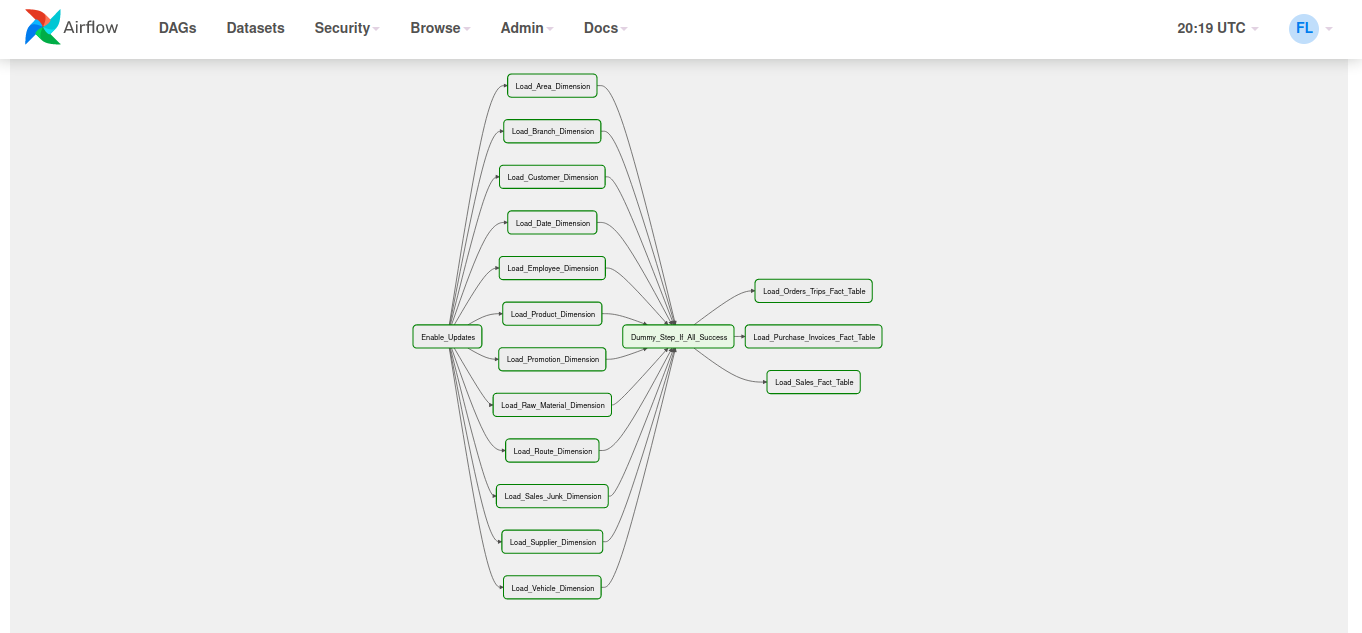 Airflow DAGs Datasets Security Browse Admin Docs 20:19 UTC FL
Load_Area_Dimension
Load_Branch_Dimension
Load_Customer_Dimension
Load_Date_Dimension
Load_Employee_Dimension
Load_Orders_Trips_Fact_Table
Load_Product_Dimension
Enable_Updates Dummy_Step_If_All_Success Load_Purchase_Invoices_Fact_Table
Load_Promotion_Dimension
Load_Sales_Fact_Table
Load_Raw_Material_Dimension
Load_Route_Dimension
Load_Sales_Junk_Dimension
Load_Supplier_Dimension
Load_Vehicle_Dimension